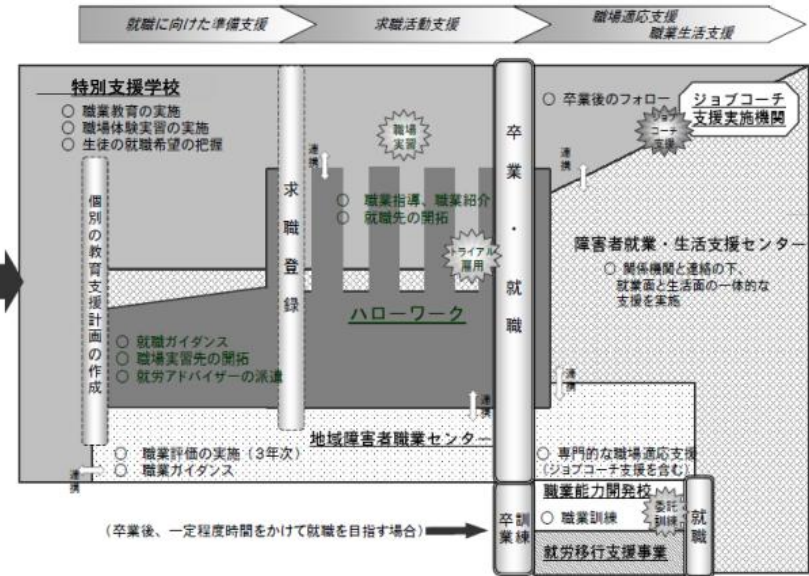 就職に向けた準備支援
求職活動支援
職場適応支援
職業生活支援
特別支援学校
○ 職業教育の実施
○ 職場体験実習の実施
○ 生徒の就職希望の把握
個別の教育支援計画の作成
求職登録
職場
実習
連携
○ 職業指導、職業紹介
○ 就職先の開拓
トライアル
雇用
卒業・就職
○ 卒業後のフォロー
ジョブ
コーチ
支援
ジョブコーチ
支援実施機関
連携
障害者就業・生活支援センター
○ 関係機関と連絡の下、
就業面と生活面の一体的な
支援を実施
ハローワーク
○ 就職ガイダンス
○ 職場実習先の開拓
○ 就労アドバイザーの派遣
連携
連携
地域障害者職業センター
○ 職業評価の実施（３年次）
○ 職業ガイダンス
連携
○ 専門的な職場適応支援
（ジョブコーチ支援を含む）
職業能力開発校
○ 職業訓練
委託
訓練
就労移行支援事業
就職
卒業
訓練
（卒業後、一定程度時間をかけて就職を目指す場合）